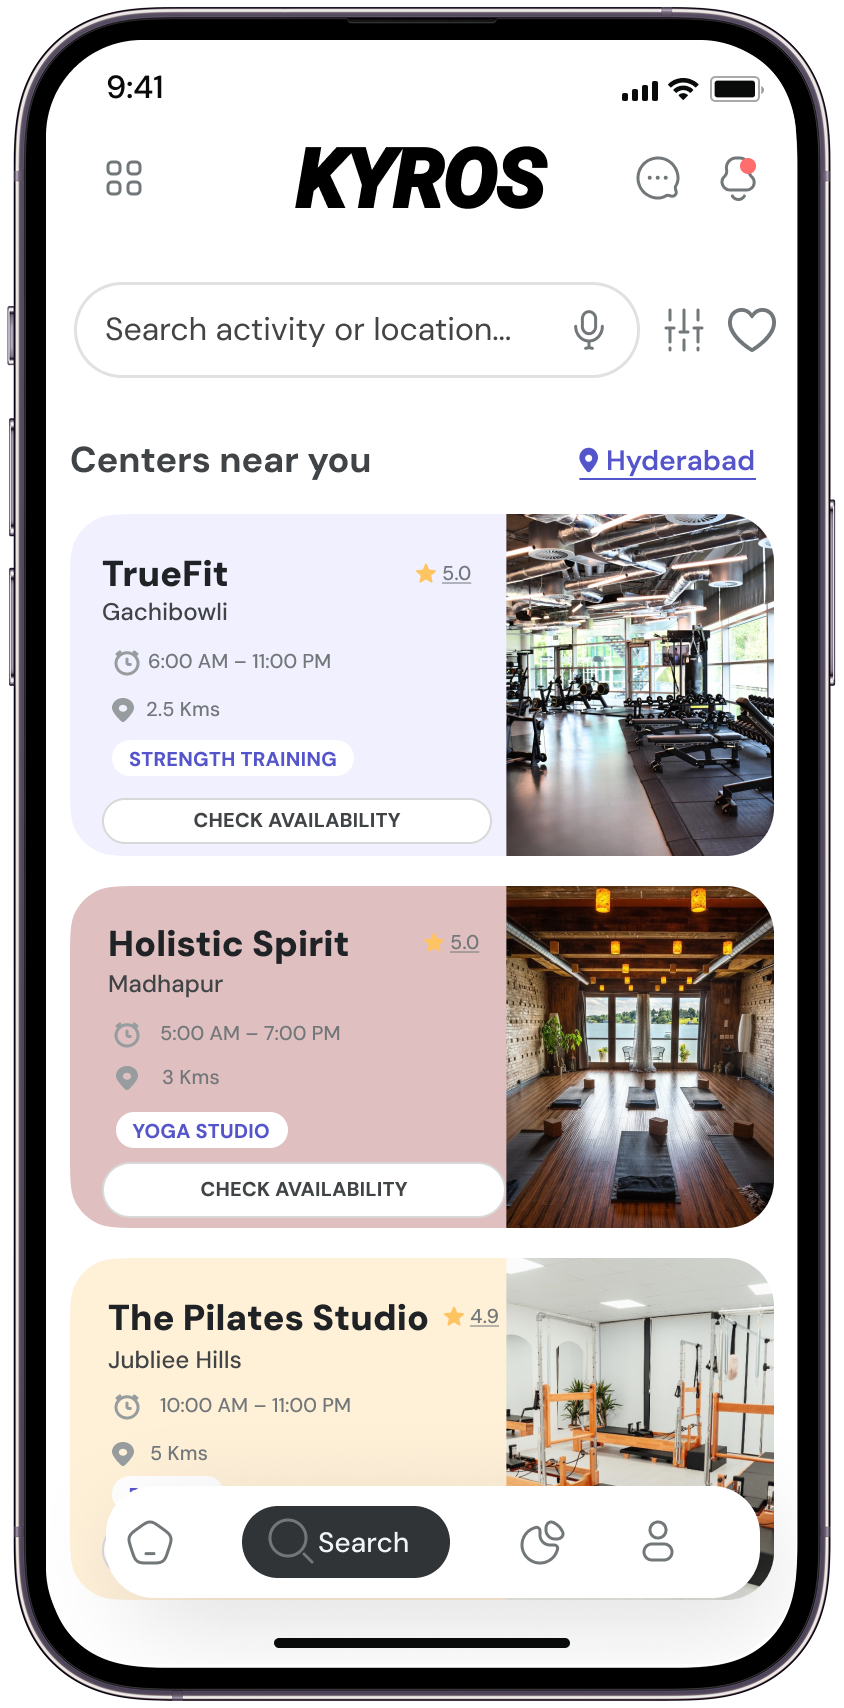 9:41
KYROS
Search activity or location...
Centers near you
Hyderabad
TrueFit
5.0
Gachibowli
6:00 AM – 11:00 PM
2.5 Kms
STRENGTH TRAINING
CHECK AVAILABILITY
Holistic Spirit
5.0
Madhapur
5:00 AM – 7:00 PM
3 Kms
YOGA STUDIO
CHECK AVAILABILITY
The Pilates Studio
4.9
Jubliee Hills
10:00 AM – 11:00 PM
5 Kms
Search